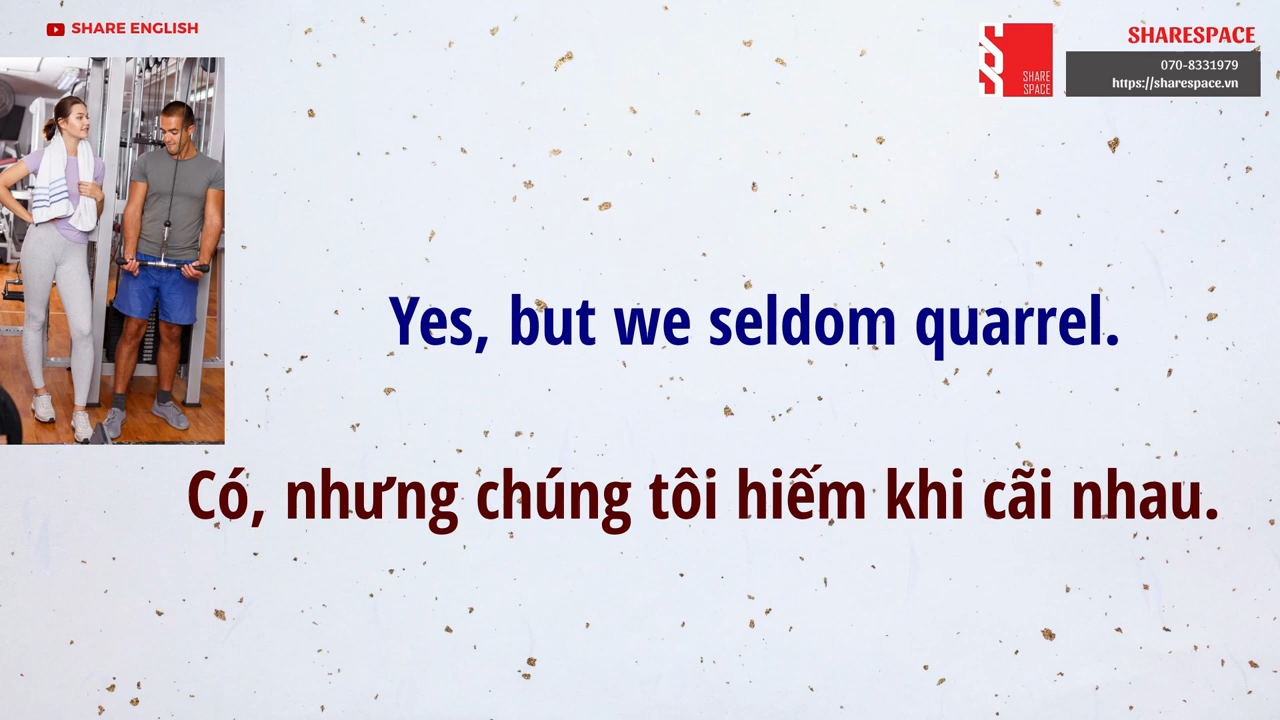 SHARE ENGLISH
SHARESPACE
070-8331979
https://sharespace.vn
SHARE
SPACE
Yes, but we seldom quarrel.
Có, nhưng chúng tôi hiếm khi cãi nhau.